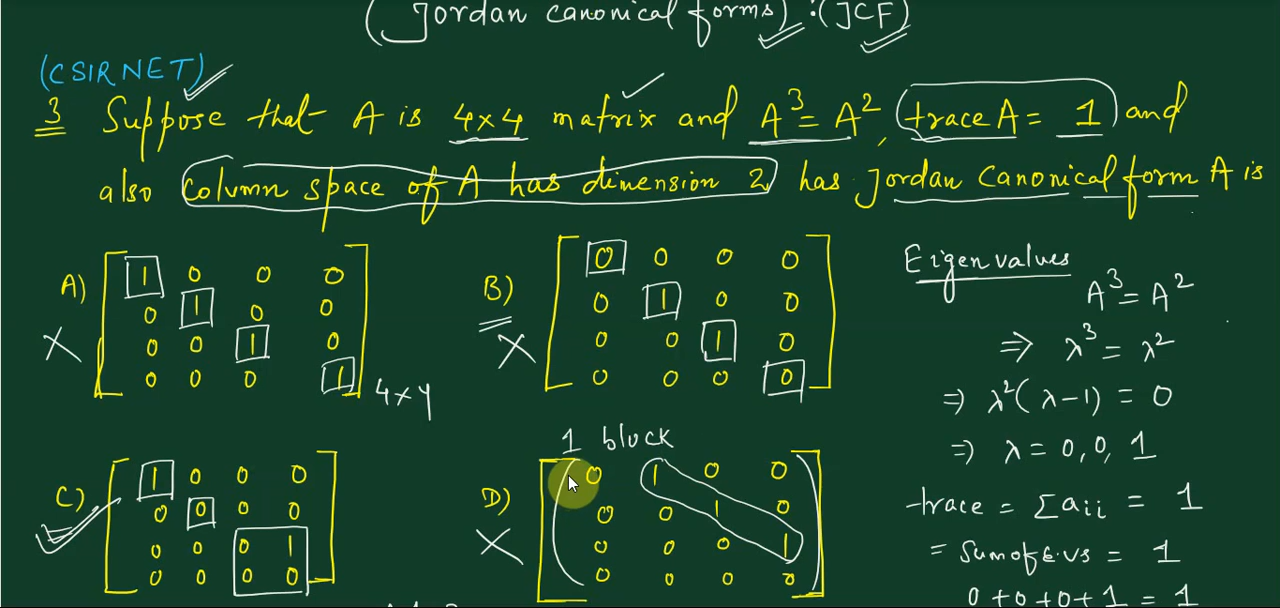 (Jordan canonical forms) : (JCF)
(CSIR NET)
3 Suppose that A is 4×4 matrix and A³=A², trace A = 1 and
also column space of A has dimension 2 has Jordan canonical form A is
A) [1 0 0 0
0 1 0 0
0 0 1 0
0 0 0 1] 4×4
B) [0 0 0 0
0 1 0 0
0 0 1 0
0 0 0 0]
Eigen values
A³=A²
⇒ λ³ = λ²
⇒ λ²(λ-1) = 0
⇒ λ = 0,0, 1
trace = Σaii = 1
= Sum of E.vs = 1
0+0+0+1 = 1
C) [1 0 0 0
0 0 0 0
0 0 0 1
0 0 0 0]
1 block
D) [0 1 0 0
0 0 1 0
0 0 0 1
0 0 0 0]